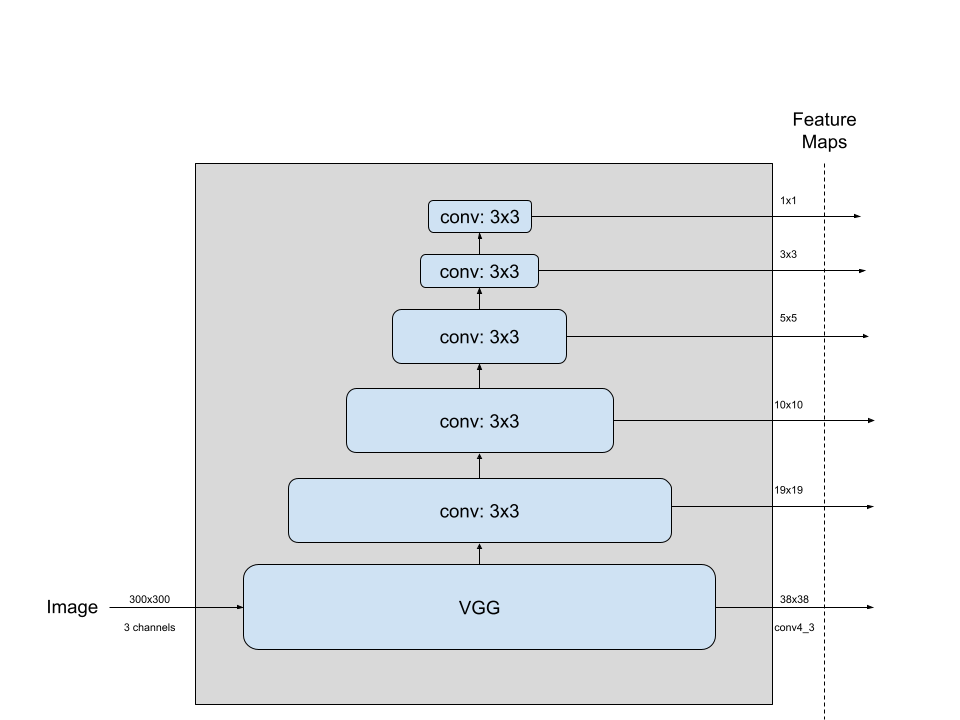 Feature
Maps
conv: 3x3
1x1
conv: 3x3
3x3
conv: 3x3
5x5
conv: 3x3
10x10
conv: 3x3
19x19
Image
300x300
3 channels
VGG
38x38
conv4_3